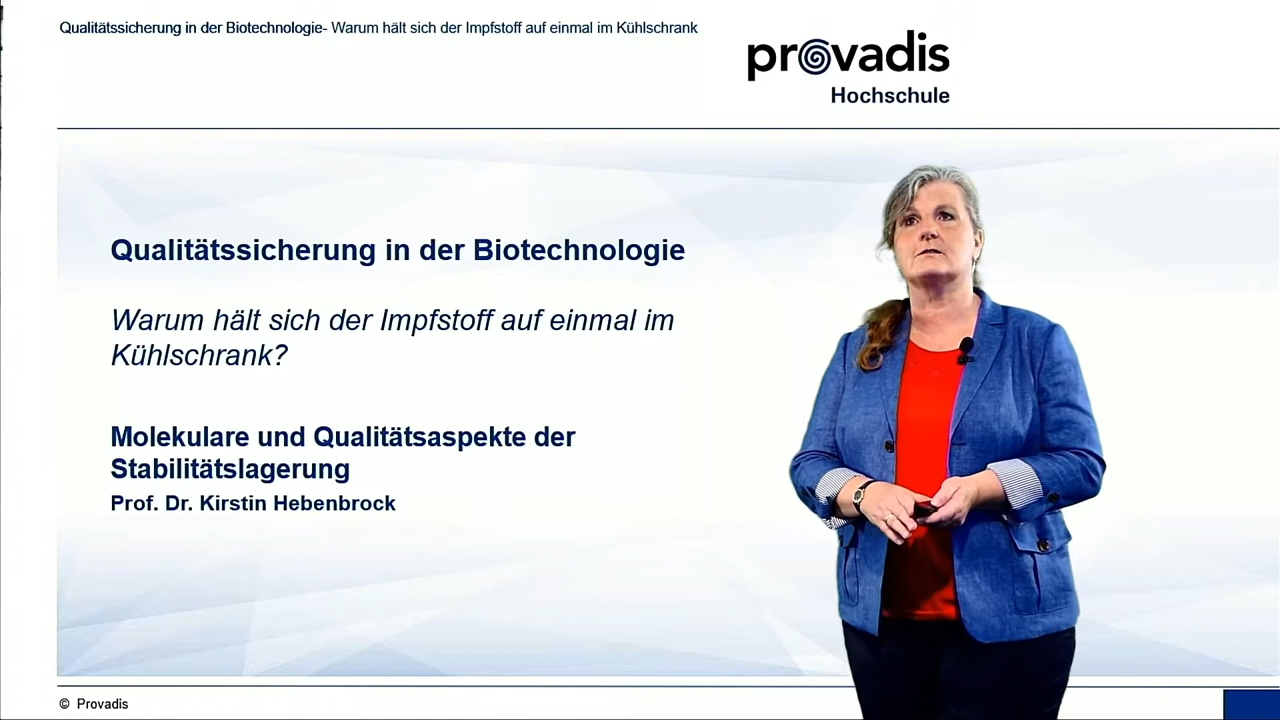 Qualitätssicherung in der Biotechnologie- Warum hält sich der Impfstoff auf einmal im Kühlschrank
provadis
Hochschule
Qualitätssicherung in der Biotechnologie
Warum hält sich der Impfstoff auf einmal im
Kühlschrank?
Molekulare und Qualitätsaspekte der
Stabilitätslagerung
Prof. Dr. Kirstin Hebenbrock
© Provadis